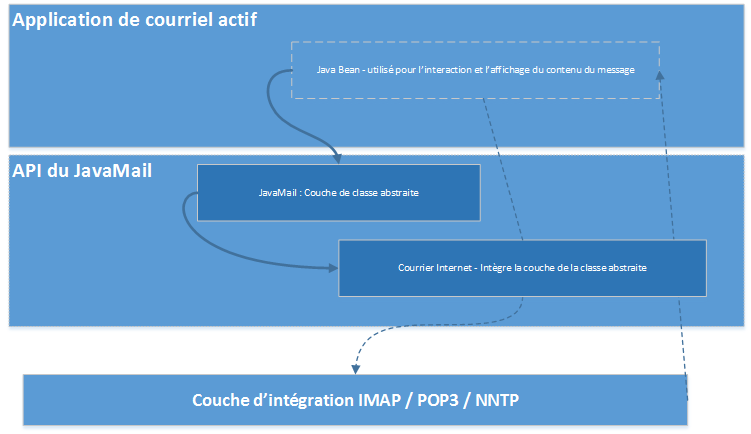 Application de courriel actif
Java Bean - utilisé pour l'interaction et l'affichage du contenu du message
API du JavaMail
JavaMail : Couche de classe abstraite
Courrier Internet - Intègre la couche de la classe abstraite
Couche d'intégration IMAP / POP3 / NNTP